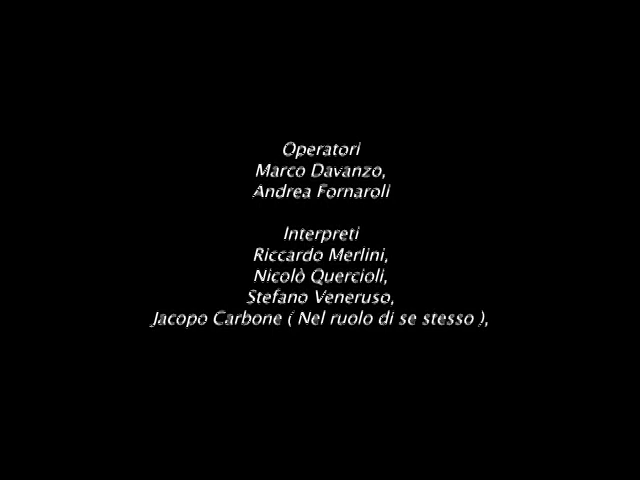 Operatori
Marco Davanzo,
Andrea Fornaroli
Interpreti
Riccardo Merlini,
Nicolò Quercioli,
Stefano Veneruso,
Jacopo Carbone ( Nel ruolo di se stesso ),